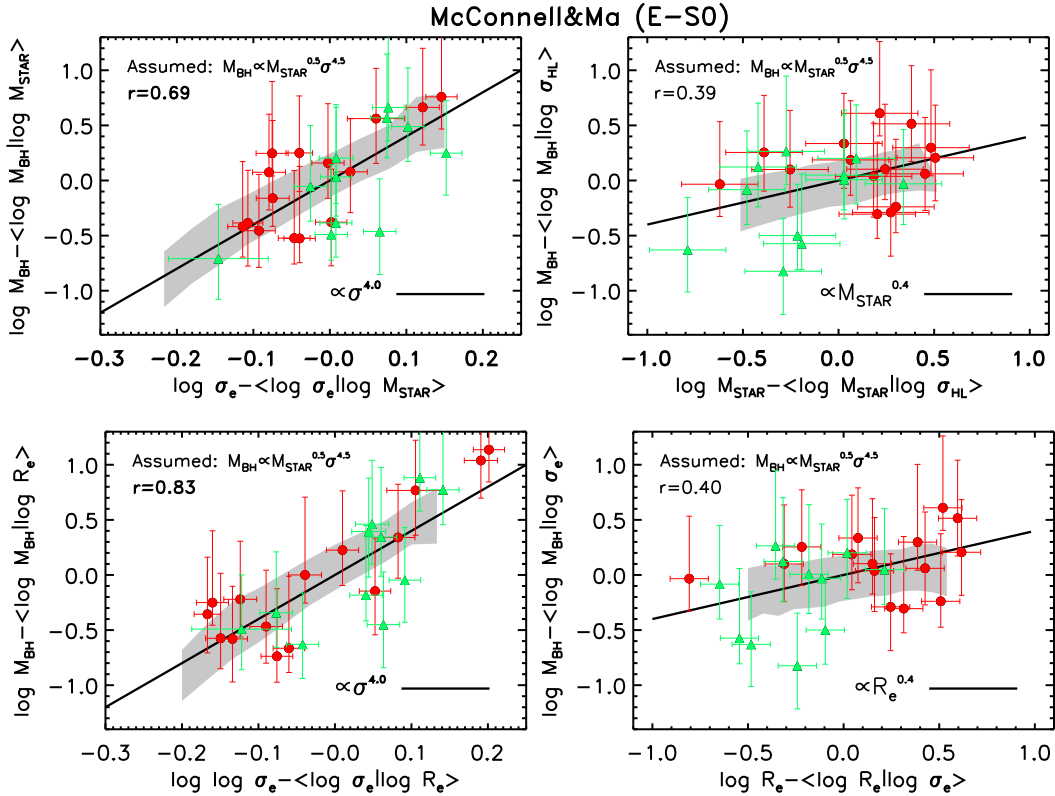 McConnell&Ma (E-S0)
Assumed: M_BH∝M_STAR^0.5σ^4.5
r=0.69
1.0
0.5
0.0
-0.5
-1.0
log M_BH-<log M_BH|log M_STAR>
∝σ^4.0
-0.3 -0.2 -0.1 -0.0 0.1 0.2
log σ_e-<log σ_e|log M_STAR>
Assumed: M_BH∝M_STAR^0.5σ^4.5
r=0.39
1.0
0.5
0.0
-0.5
-1.0
log M_BH-<log M_BH|log σ_HL>
∝M_STAR^0.4
-1.0 -0.5 0.0 0.5 1.0
log M_STAR-<log M_STAR|log σ_HL>
Assumed: M_BH∝M_STAR^0.5σ^4.5
r=0.83
1.0
0.5
0.0
-0.5
-1.0
log M_BH-<log M_BH|log R_e>
∝σ^4.0
-0.3 -0.2 -0.1 -0.0 0.1 0.2
log log σ_e-<log σ_e|log R_e>
Assumed: M_BH∝M_STAR^0.5σ^4.5
r=0.40
1.0
0.5
0.0
-0.5
-1.0
log M_BH-<log M_BH|log σ_e>
∝R_e^0.4
-1.0 -0.5 0.0 0.5 1.0
log R_e-<log R_e|log σ_e>